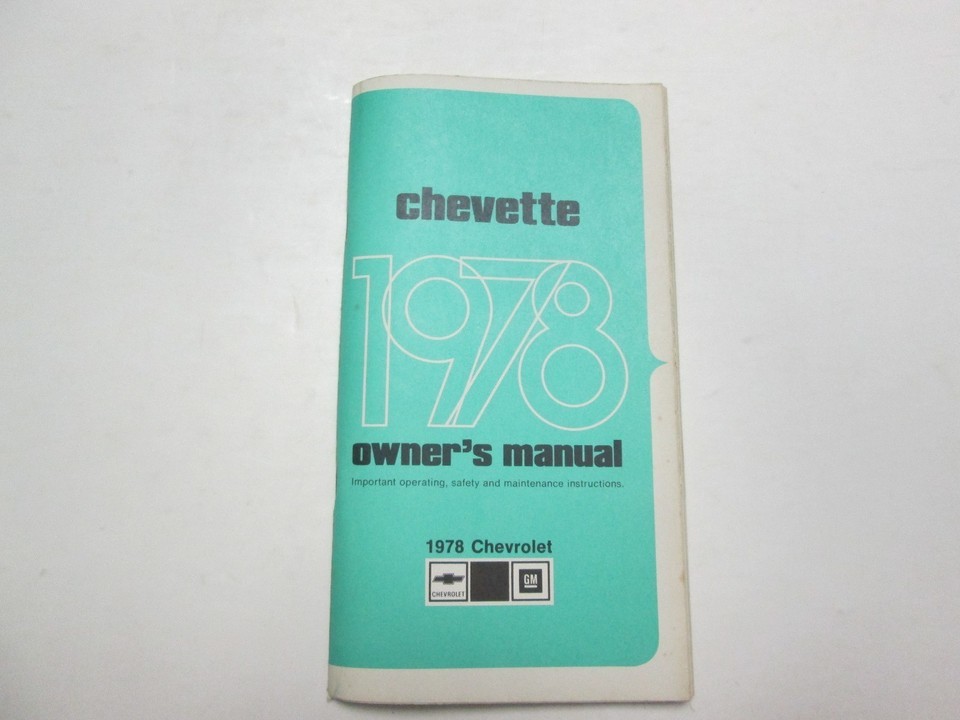 chevette
1978
owner's manual
Important operating, safety and maintenance instructions.
1978 Chevrolet
CHEVROLET GM